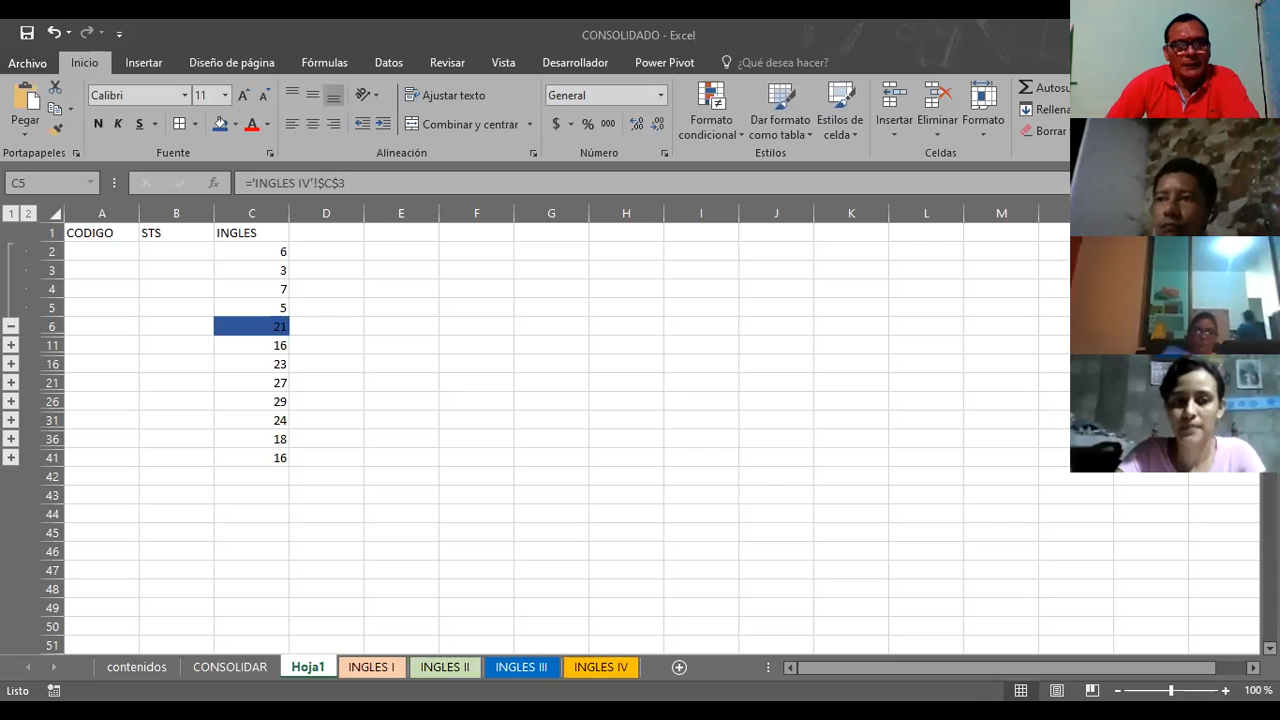 CONSOLIDADO - Excel
Archivo Inicio Insertar Diseño de página Fórmulas Datos Revisar Vista Desarrollador Power Pivot ¿Qué desea hacer?
Pegar
Calibri 11
N K S
Ajustar texto
Combinar y centrar
General
$ % 000
Formato condicional
Dar formato como tabla
Estilos de celda
Insertar
Eliminar
Formato
Autosu
Rellena
Borrar
Portapapeles Fuente Alineación Número Estilos Celdas
C5 fx ='INGLES IV'!$C$3
1 2 A B C D E F G H I J K L M
1 CODIGO STS INGLES
2 6
3 3
4 7
5 5
6 21
11 16
16 23
21 27
26 29
31 24
36 18
41 16
42
43
44
45
46
47
48
49
50
51
contenidos CONSOLIDAR Hoja1 INGLES I INGLES II INGLES III INGLES IV
Listo 100 %